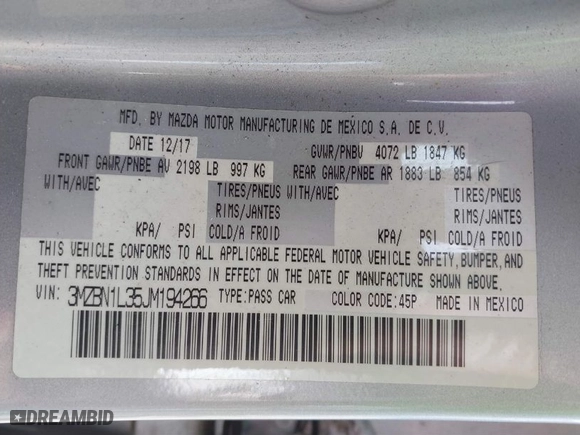 MFD. BY MAZDA MOTOR MANUFACTURING DE MEXICO S.A. DE C.V.
DATE 12/17 GVWR/PNBV 4072 LB 1847 KG
FRONT GAWR/PNBE AV 2198 LB 997 KG REAR GAWR/PNBE AR 1883 LB 854 KG
WITH/AVEC TIRES/PNEUS WITH/AVEC TIRES/PNEUS
RIMS/JANTES RIMS/JANTES
KPA/ PSI COLD/A FROID KPA/ PSI COLD/A FROID
THIS VEHICLE CONFORMS TO ALL APPLICABLE FEDERAL MOTOR VEHICLE SAFETY, BUMPER, AND
THEFT PREVENTION STANDARDS IN EFFECT ON THE DATE OF MANUFACTURE SHOWN ABOVE.
VIN: 3MZBN1L35JM194266 TYPE:PASS CAR COLOR CODE:45P MADE IN MEXICO
DREAMBID